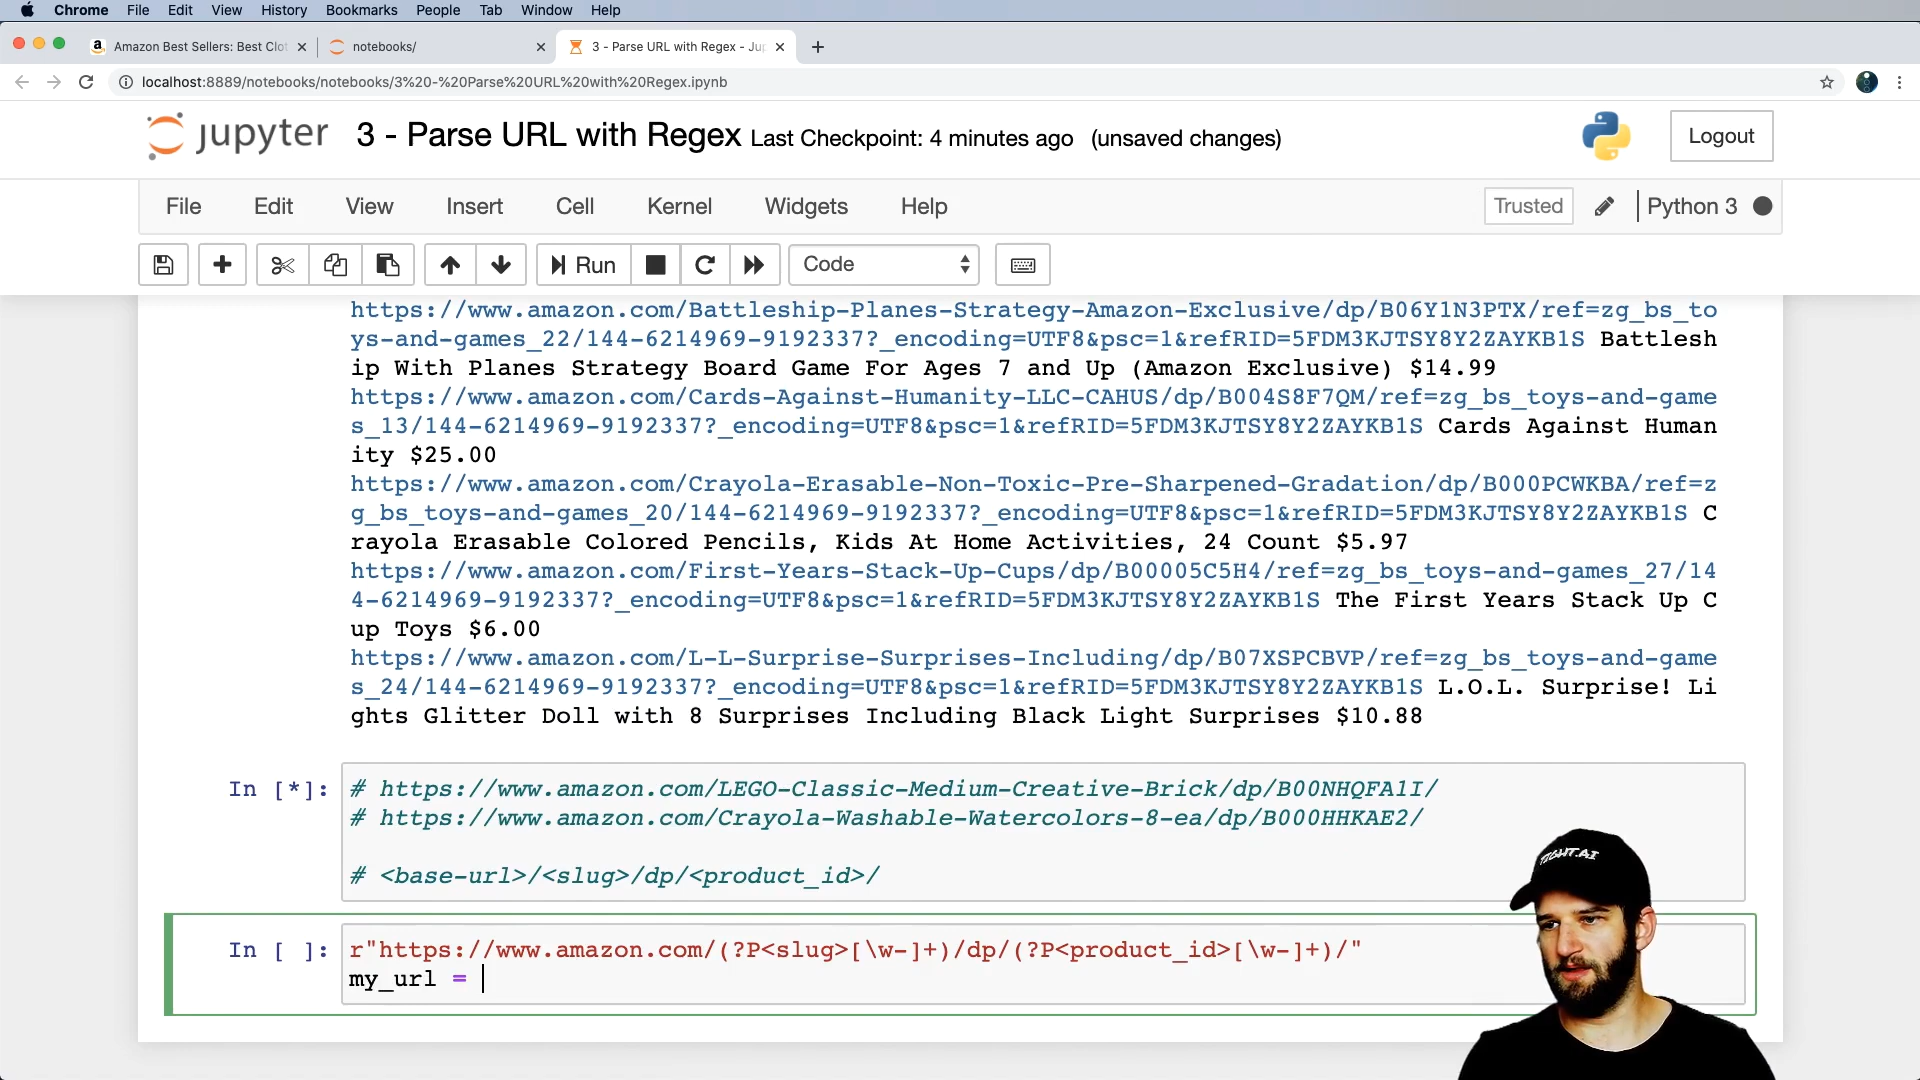 Chrome File Edit View History Bookmarks People Tab Window Help
Amazon Best Sellers: Best Clot
notebooks/
3 - Parse URL with Regex - Jup
localhost:8889/notebooks/notebooks/3%20-%20Parse%20URL%20with%20Regex.ipynb
jupyter 3 - Parse URL with Regex Last Checkpoint: 4 minutes ago (unsaved changes)
Logout
File Edit View Insert Cell Kernel Widgets Help
Trusted
Python 3
Run
Code
https://www.amazon.com/Battleship-Planes-Strategy-Amazon-Exclusive/dp/B06Y1N3PTX/ref=zg_bs_to
ys-and-games_22/144-6214969-9192337?_encoding=UTF8&psc=1&refRID=5FDM3KJTSY8Y2ZAYKB1S Battlesh
ip With Planes Strategy Board Game For Ages 7 and Up (Amazon Exclusive) $14.99
https://www.amazon.com/Cards-Against-Humanity-LLC-CAHUS/dp/B004S8F7QM/ref=zg_bs_toys-and-game
s_13/144-6214969-9192337?_encoding=UTF8&psc=1&refRID=5FDM3KJTSY8Y2ZAYKB1S Cards Against Human
ity $25.00
https://www.amazon.com/Crayola-Erasable-Non-Toxic-Pre-Sharpened-Gradation/dp/B000PCWKBA/ref=z
g_bs_toys-and-games_20/144-6214969-9192337?_encoding=UTF8&psc=1&refRID=5FDM3KJTSY8Y2ZAYKB1S C
rayola Erasable Colored Pencils, Kids At Home Activities, 24 Count $5.97
https://www.amazon.com/First-Years-Stack-Up-Cups/dp/B00005C5H4/ref=zg_bs_toys-and-games_27/14
4-6214969-9192337?_encoding=UTF8&psc=1&refRID=5FDM3KJTSY8Y2ZAYKB1S The First Years Stack Up C
up Toys $6.00
https://www.amazon.com/L-L-Surprise-Surprises-Including/dp/B07XSPCBVP/ref=zg_bs_toys-and-game
s_24/144-6214969-9192337?_encoding=UTF8&psc=1&refRID=5FDM3KJTSY8Y2ZAYKB1S L.O.L. Surprise! Li
ghts Glitter Doll with 8 Surprises Including Black Light Surprises $10.88
In [*]: # https://www.amazon.com/LEGO-Classic-Medium-Creative-Brick/dp/B00NHQFA1I/
# https://www.amazon.com/Crayola-Washable-Watercolors-8-ea/dp/B000HHKAE2/
# <base-url>/<slug>/dp/<product_id>/
In [ ]: r"https://www.amazon.com/(?P<slug>[\w-]+)/dp/(?P<product_id>[\w-]+)/"
my_url =
TIGHT.AI